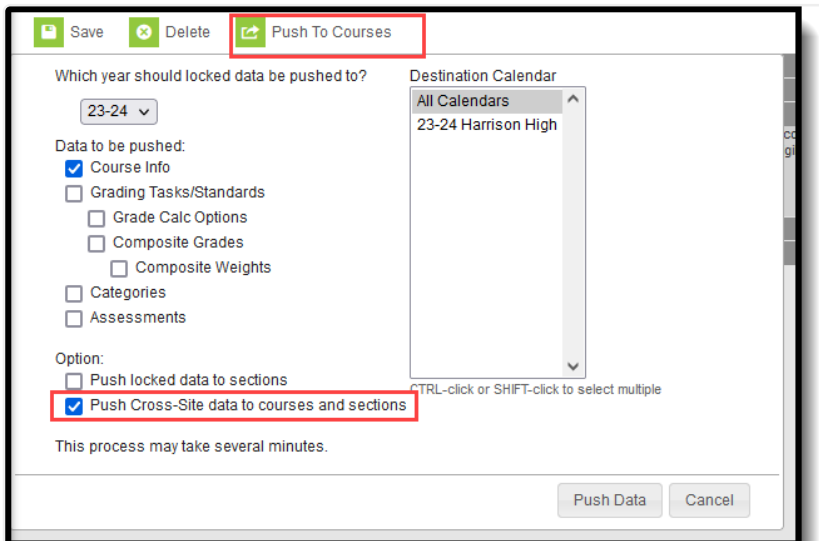 Save Delete Push To Courses
Which year should locked data be pushed to?
23-24
Data to be pushed:
Course Info
Grading Tasks/Standards
Grade Calc Options
Composite Grades
Composite Weights
Categories
Assessments
Option:
Push locked data to sections
Push Cross-Site data to courses and sections
This process may take several minutes.
Destination Calendar
All Calendars
23-24 Harrison High
CTRL-click or SHIFT-click to select multiple
Push Data Cancel